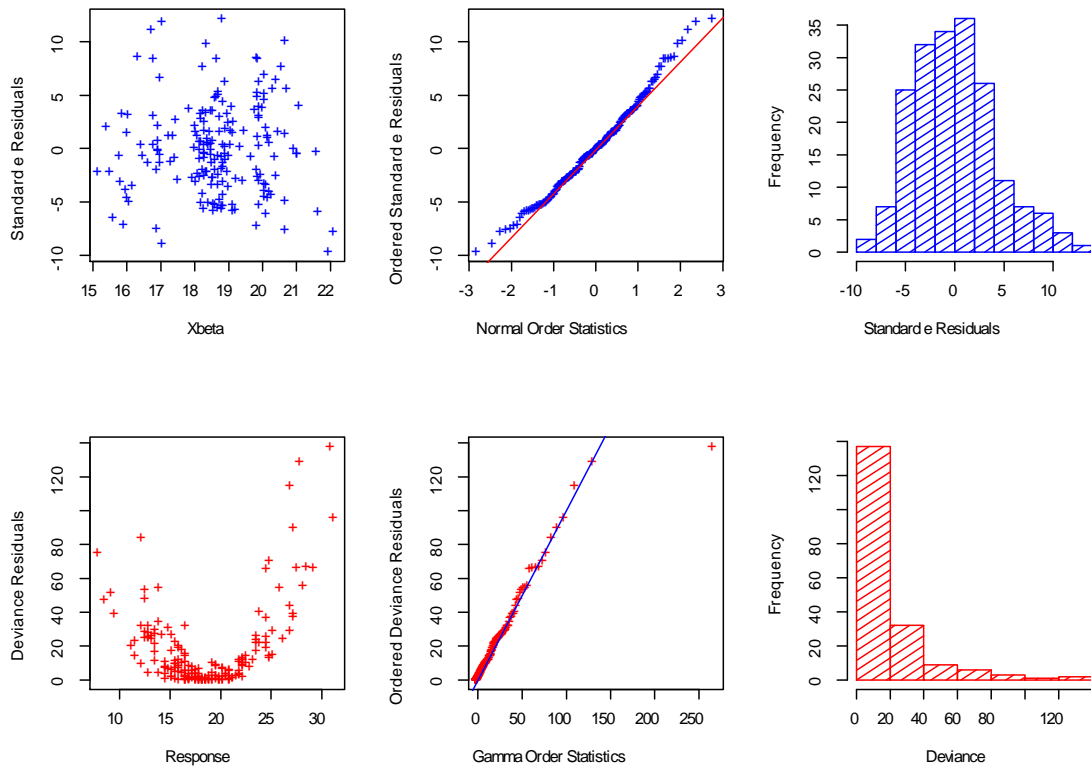 Standard e Residuals
-10 -5 0 5 10
15 16 17 18 19 20 21 22
Xbeta
Ordered Standard e Residuals
-10 -5 0 5 10
-3 -2 -1 0 1 2 3
Normal Order Statistics
Frequency
0 5 15 25 35
-10 -5 0 5 10
Standard e Residuals
Deviance Residuals
0 20 40 60 80 120
10 15 20 25 30
Response
Ordered Deviance Residuals
0 20 40 60 80 120
0 50 100 150 200 250
Gamma Order Statistics
Frequency
0 20 40 60 80 120
0 20 40 60 80 120
Deviance